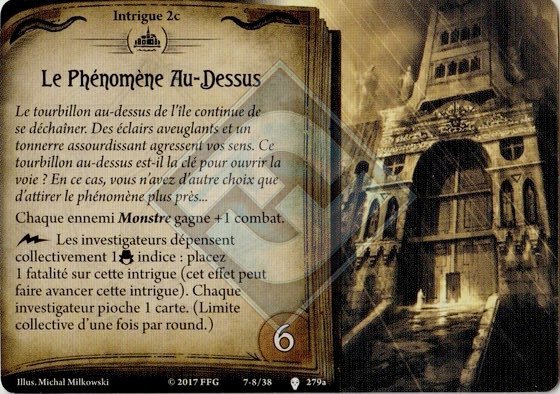 Intrigue 2c
Le Phénomène Au-Dessus
Le tourbillon au-dessus de l'île continue de
se déchaîner. Des éclairs aveuglants et un
tonnerre assourdissant agressent vos sens. Ce
tourbillon au-dessus est-il la clé pour ouvrir la
voie ? En ce cas, vous n'avez d'autre choix que
d'attirer le phénomène plus près...
Chaque ennemi Monstre gagne +1 combat.
Les investigateurs dépensent
collectivement 1 indice : placez
1 fatalité sur cette intrigue (cet effet peut
faire avancer cette intrigue). Chaque
investigateur pioche 1 carte. (Limite
collective d'une fois par round.)
6
Illus. Michal Milkowski © 2017 FFG 7-8/38 279a